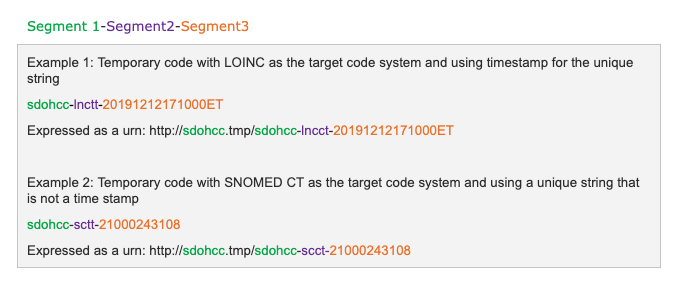 Segment 1-Segment2-Segment3
Example 1: Temporary code with LOINC as the target code system and using timestamp for the unique
string
sdohcc-lnctt-20191212171000ET
Expressed as a urn: http://sdohcc.tmp/sdohcc-lncct-20191212171000ET
Example 2: Temporary code with SNOMED CT as the target code system and using a unique string that
is not a time stamp
sdohcc-sctt-21000243108
Expressed as a urn: http://sdohcc.tmp/sdohcc-scct-21000243108